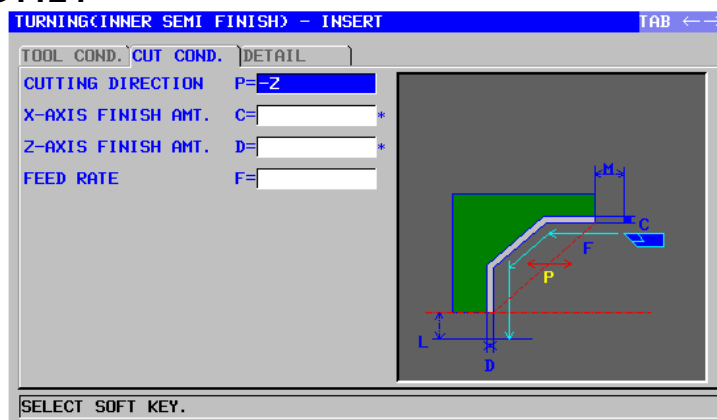 TURNING(INNER SEMI FINISH) - INSERT TAB ←→
TOOL COND. CUT COND. DETAIL
CUTTING DIRECTION P=-Z
X-AXIS FINISH AMT. C= *
Z-AXIS FINISH AMT. D= *
FEED RATE F=
M
C
F
P
L
D
SELECT SOFT KEY.